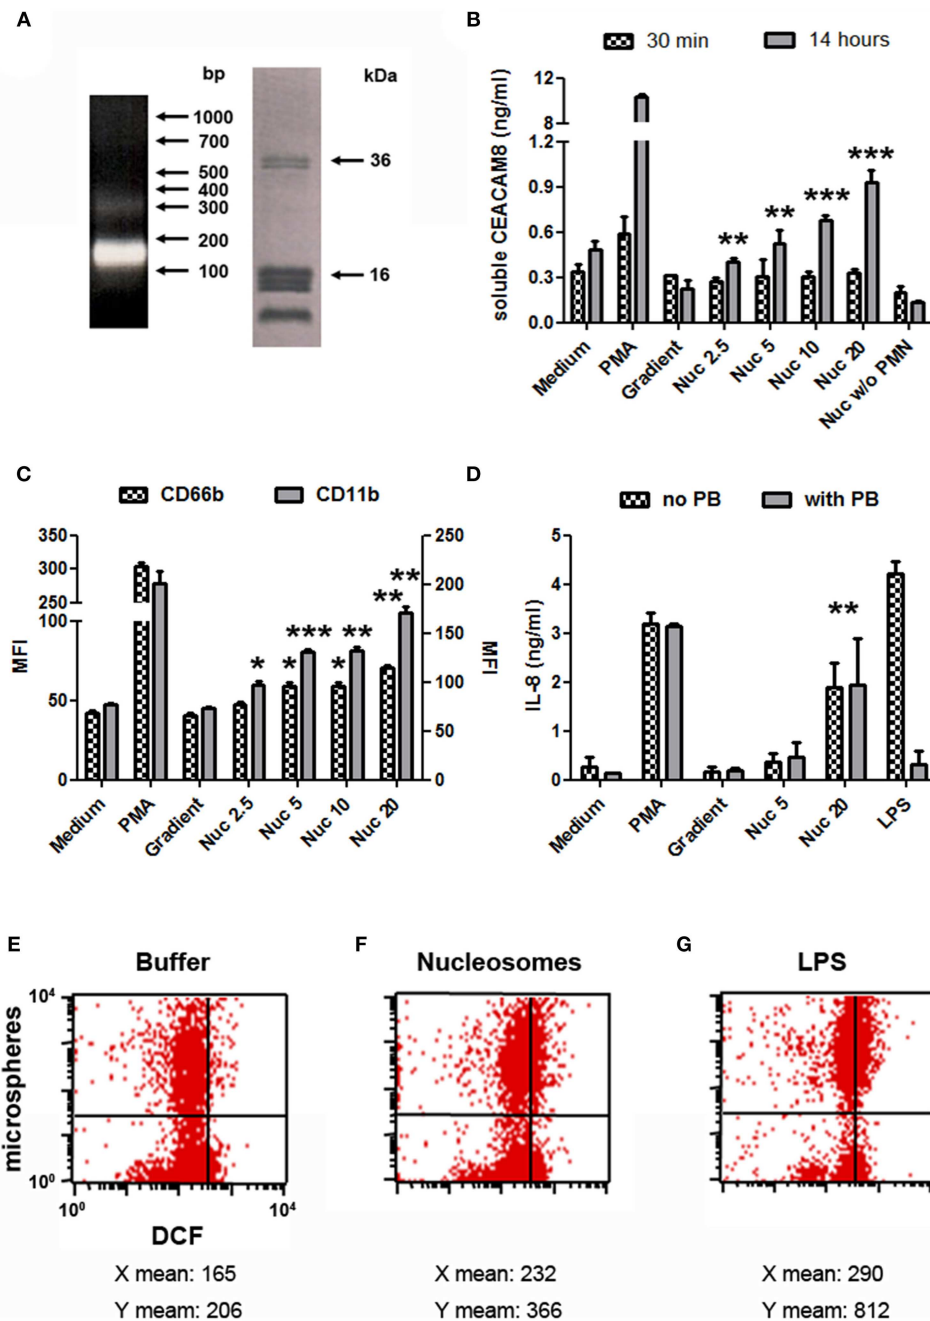 A
bp
1000
700
500
400
300
200
100
kDa
36
16
B
30 min
14 hours
soluble CEACAM8 (ng/ml)
12
8
1.2
0.9
0.6
0.3
0.0
** ** *** ***
Medium
PMA
Gradient
Nuc 2.5
Nuc 5
Nuc 10
Nuc 20
Nuc w/o PMN
C
CD66b
CD11b
MFI
350
300
250
100
50
0
250
200
150
100
50
0
MFI
* * *** * ** ** **
Medium
PMA
Gradient
Nuc 2.5
Nuc 5
Nuc 10
Nuc 20
D
no PB
with PB
IL-8 (ng/ml)
5
4
3
2
1
0
**
Medium
PMA
Gradient
Nuc 5
Nuc 20
LPS
E
Buffer
microspheres
10⁴
10⁰
10⁰
10⁴
DCF
X mean: 165
Y meam: 206
F
Nucleosomes
X mean: 232
Y meam: 366
G
LPS
X mean: 290
Y meam: 812